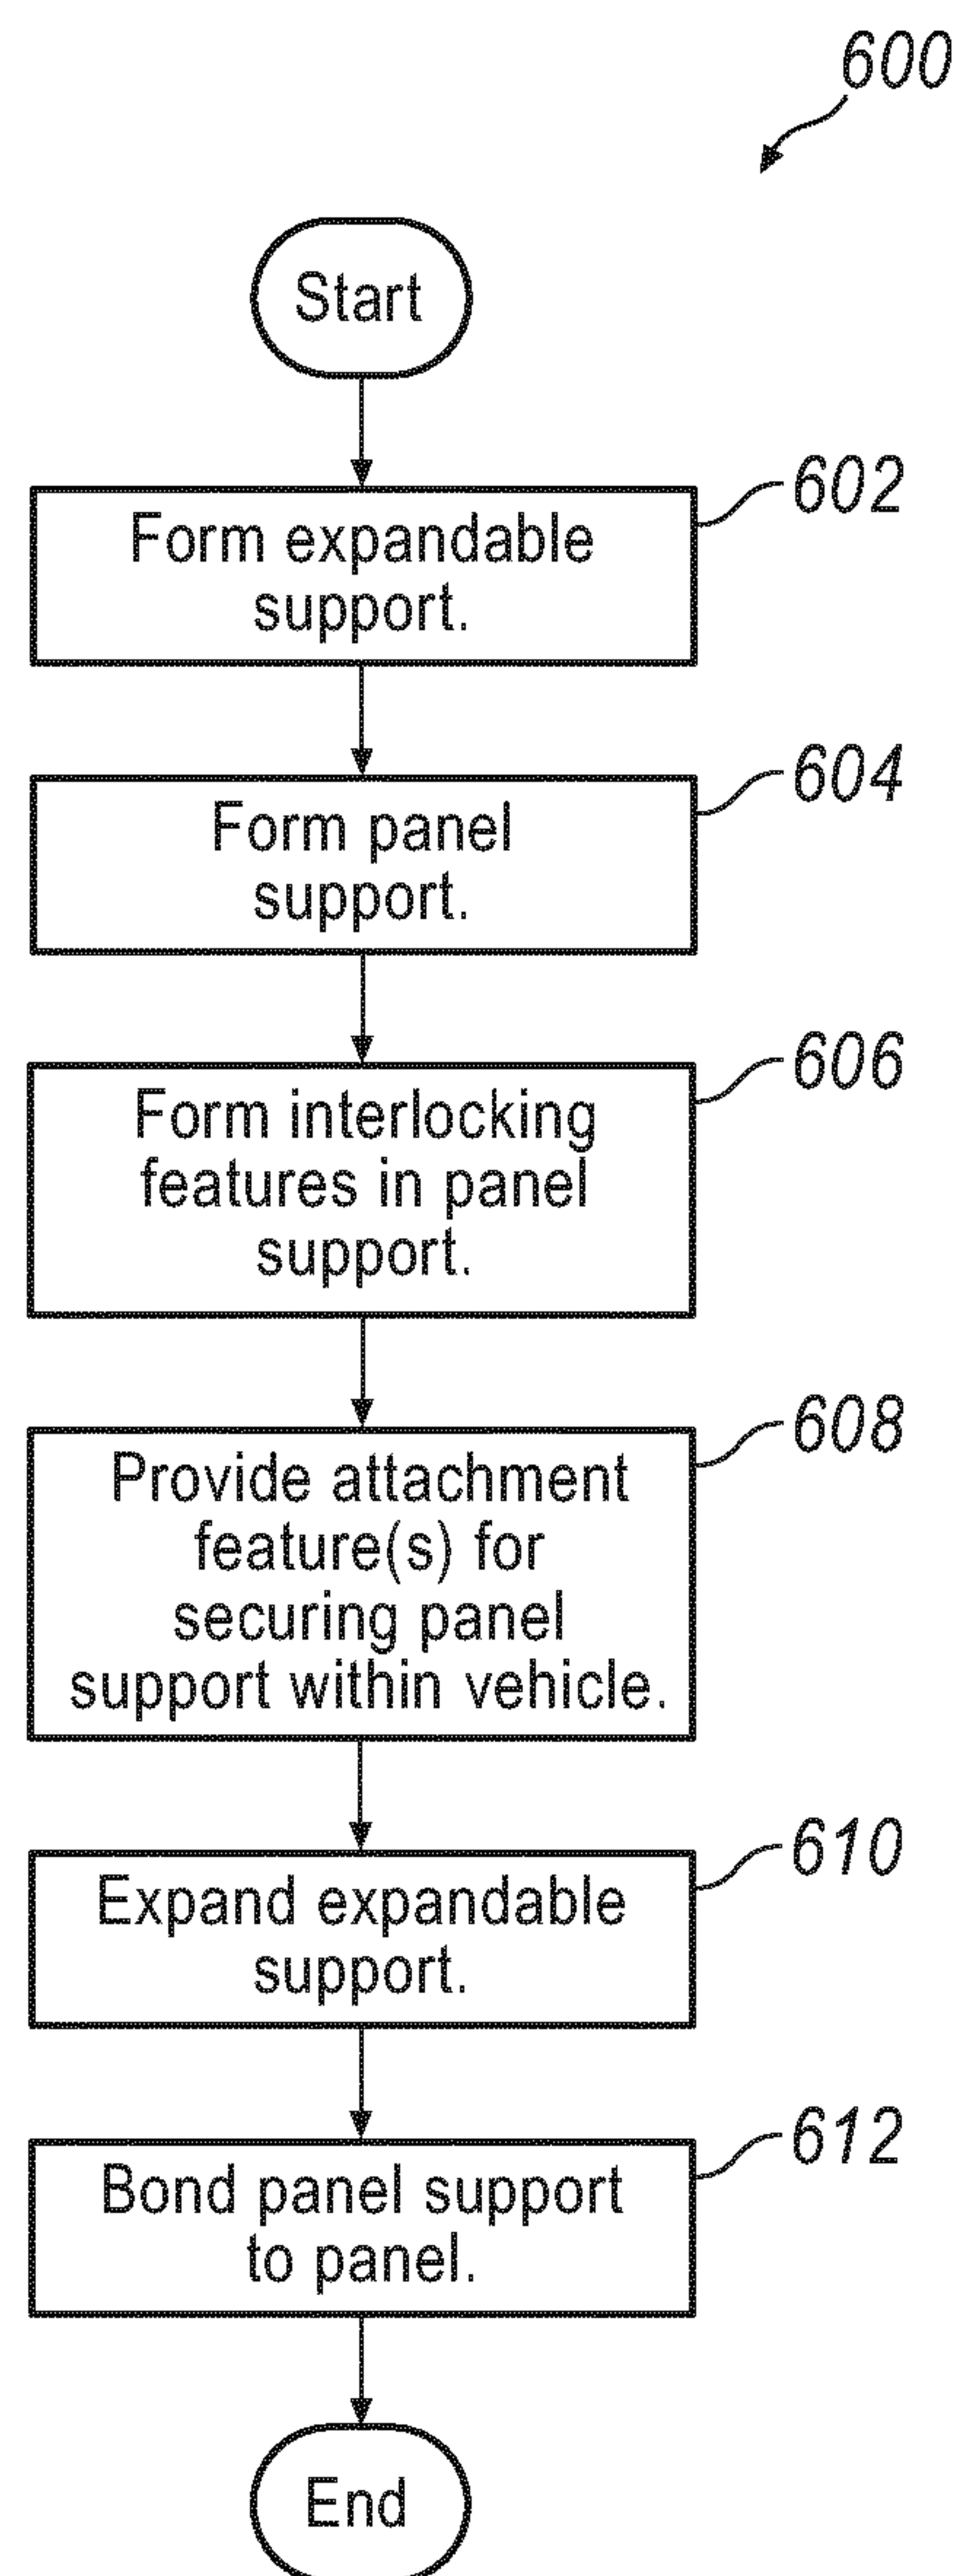 600
Start
602
Form expandable
support.
604
Form panel
support.
606
Form interlocking
features in panel
support.
608
Provide attachment
feature(s) for
securing panel
support within vehicle.
610
Expand expandable
support.
612
Bond panel support
to panel.
End